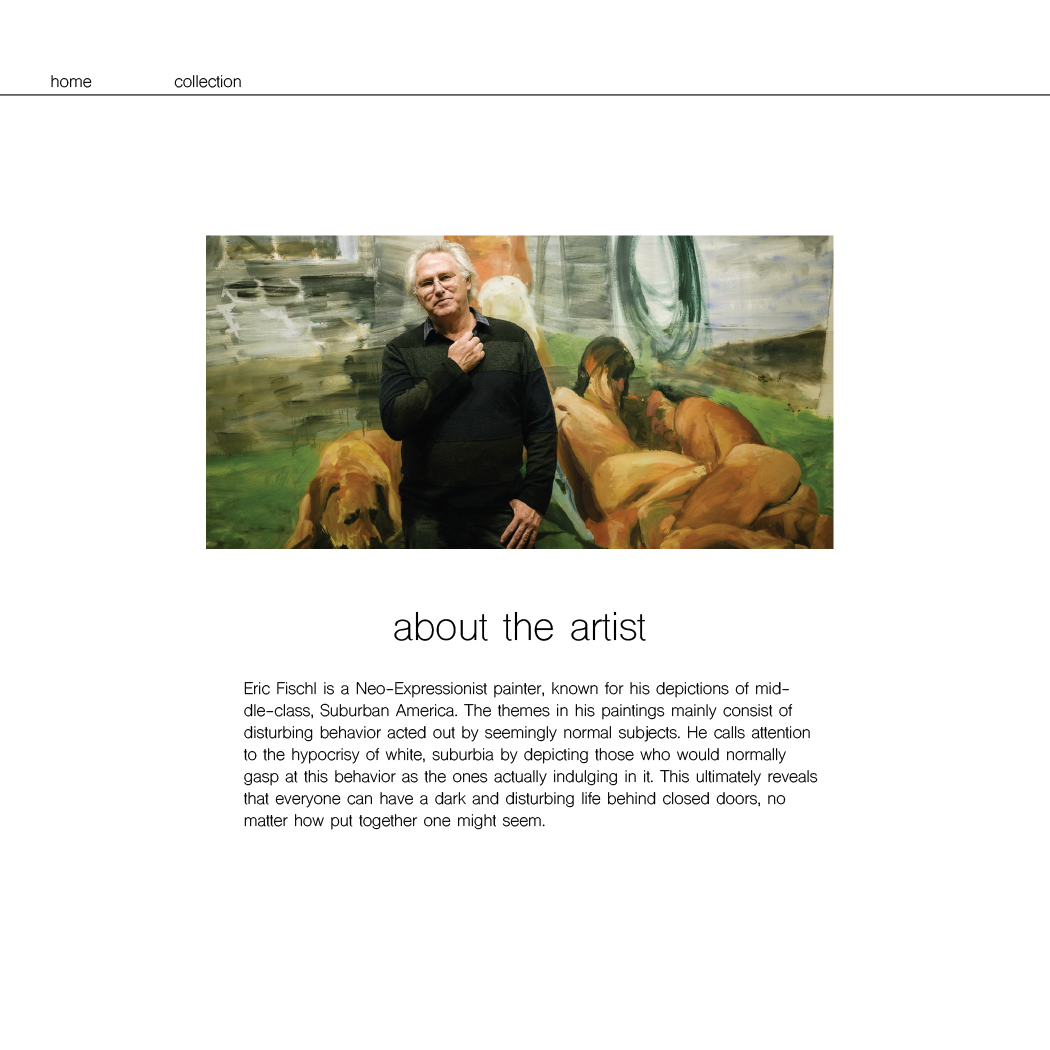 home collection
about the artist
Eric Fischl is a Neo-Expressionist painter, known for his depictions of mid-
dle-class, Suburban America. The themes in his paintings mainly consist of
disturbing behavior acted out by seemingly normal subjects. He calls attention
to the hypocrisy of white, suburbia by depicting those who would normally
gasp at this behavior as the ones actually indulging in it. This ultimately reveals
that everyone can have a dark and disturbing life behind closed doors, no
matter how put together one might seem.